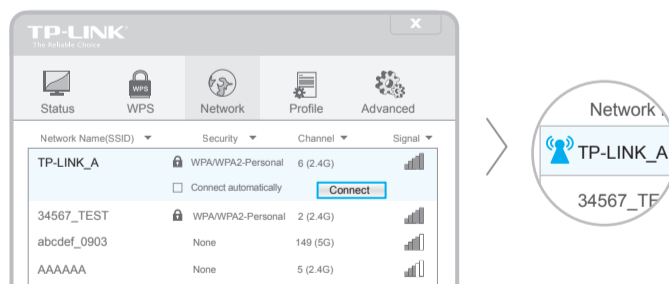 TP-LINK
The Reliable Choice
X
WPS
Status WPS Network Profile Advanced
Network Name(SSID) Security Channel Signal
TP-LINK_A WPA/WPA2-Personal 6 (2.4G)
Connect automatically Connect
34567_TEST WPA/WPA2-Personal 2 (2.4G)
abcdef_0903 None 149 (5G)
AAAAAA None 5 (2.4G)
Network
TP-LINK_A
34567_TE